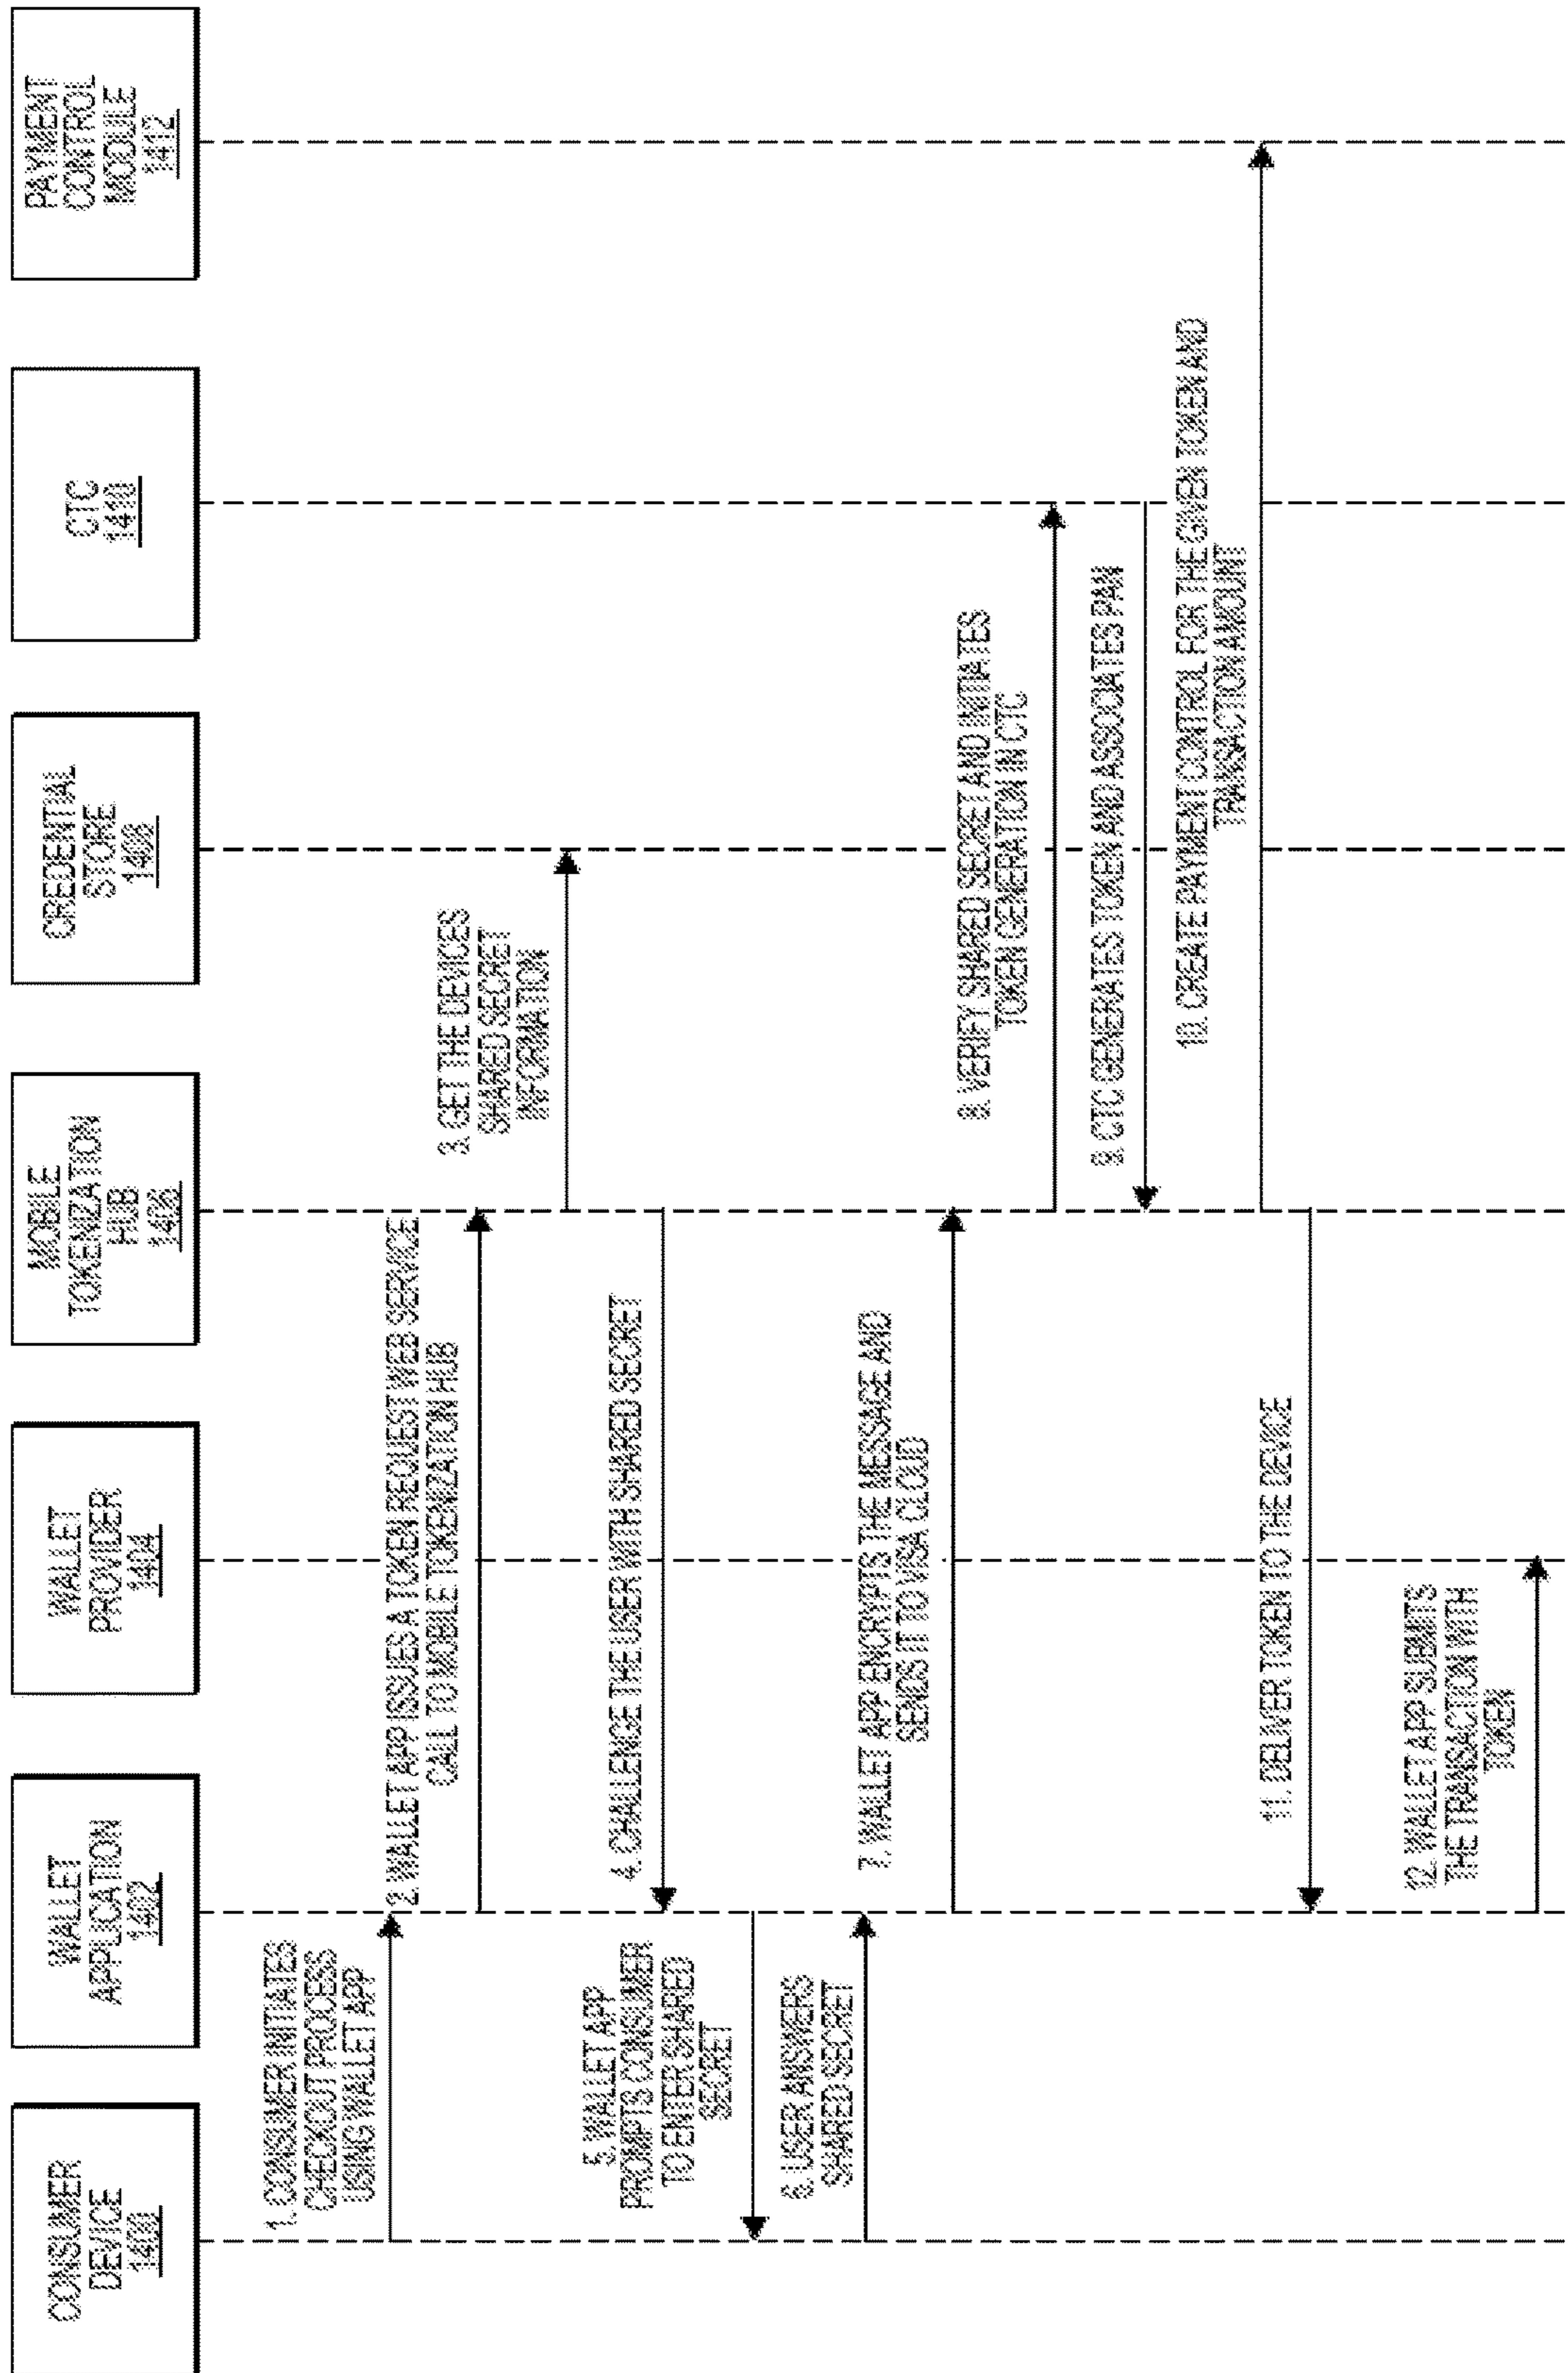 CONSUMER
DEVICE
1400
WALLET
APPLICATION
1402
WALLET
PROVIDER
1404
MOBILE
TOKENIZATION
HUB
1406
CREDENTIAL
STORE
1408
CTC
1410
PAYMENT
CONTROL
MODULE
1412
1. CONSUMER INITIATES
CHECKOUT PROCESS
USING WALLET APP
2. WALLET APP ISSUES A TOKEN REQUEST WEB SERVICE
CALL TO MOBILE TOKENIZATION HUB
3. GET THE DEVICES
SHARED SECRET
INFORMATION
4. CHALLENGE THE USER WITH SHARED SECRET
5. WALLET APP
PROMPTS CONSUMER
TO ENTER SHARED
SECRET
6. USER ANSWERS
SHARED SECRET
7. WALLET APP ENCRYPTS THE MESSAGE AND
SENDS IT TO VISA CLOUD
8. VERIFY SHARED SECRET AND INITIATES
TOKEN GENERATION IN CTC
9. CTC GENERATES TOKEN AND ASSOCIATES PAN
10. CREATE PAYMENT CONTROL FOR THE GIVEN TOKEN AND
TRANSACTION AMOUNT
11. DELIVER TOKEN TO THE DEVICE
12. WALLET APP SUBMITS
THE TRANSACTION WITH
TOKEN